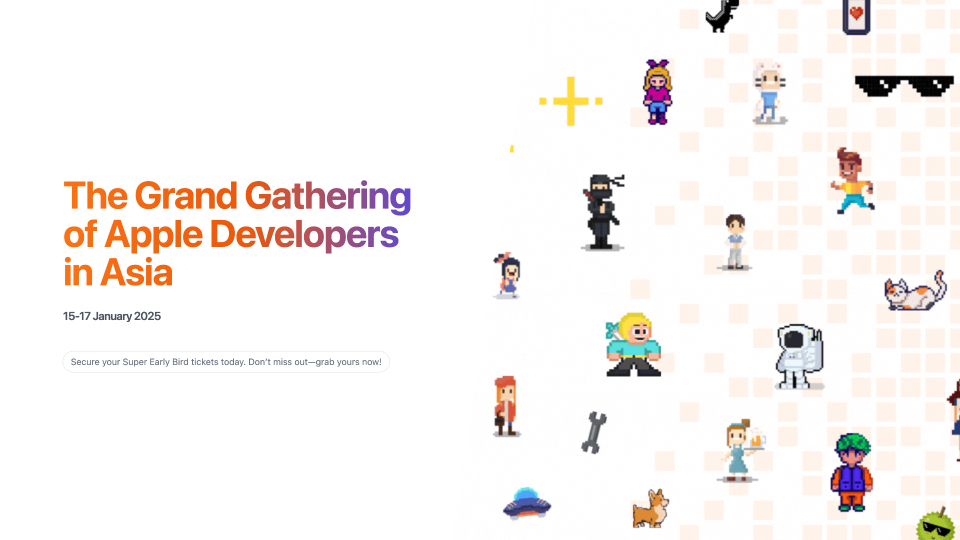 The Grand Gathering
of Apple Developers
in Asia
15-17 January 2025
Secure your Super Early Bird tickets today. Don't miss out—grab yours now!